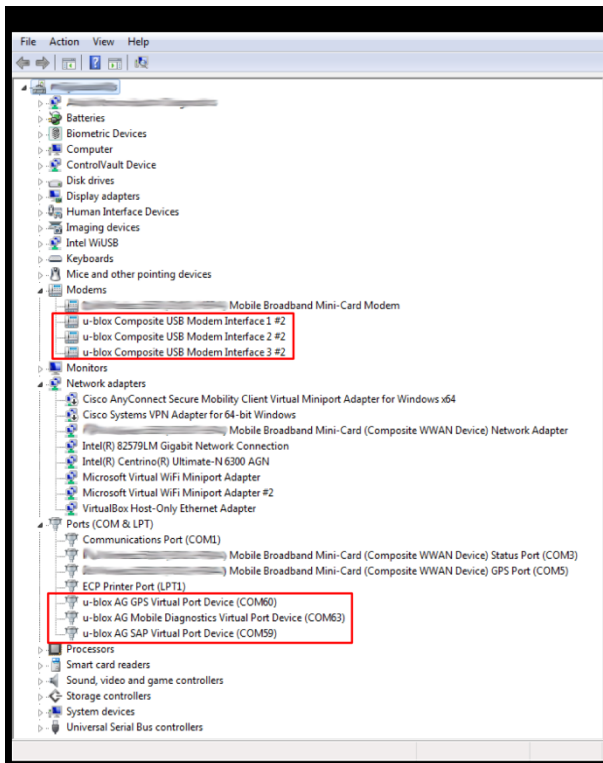 File Action View Help
Batteries
Biometric Devices
Computer
ControlVault Device
Disk drives
Display adapters
Human Interface Devices
Imaging devices
Intel WiUSB
Keyboards
Mice and other pointing devices
Modems
Mobile Broadband Mini-Card Modem
u-blox Composite USB Modem Interface 1 #2
u-blox Composite USB Modem Interface 2 #2
u-blox Composite USB Modem Interface 3 #2
Monitors
Network adapters
Cisco AnyConnect Secure Mobility Client Virtual Miniport Adapter for Windows x64
Cisco Systems VPN Adapter for 64-bit Windows
Mobile Broadband Mini-Card (Composite WWAN Device) Network Adapter
Intel(R) 82579LM Gigabit Network Connection
Intel(R) Centrino(R) Ultimate-N 6300 AGN
Microsoft Virtual WiFi Miniport Adapter
Microsoft Virtual WiFi Miniport Adapter #2
VirtualBox Host-Only Ethernet Adapter
Ports (COM & LPT)
Communications Port (COM1)
Mobile Broadband Mini-Card (Composite WWAN Device) Status Port (COM3)
) Mobile Broadband Mini-Card (Composite WWAN Device) GPS Port (COM5)
ECP Printer Port (LPT1)
u-blox AG GPS Virtual Port Device (COM60)
u-blox AG Mobile Diagnostics Virtual Port Device (COM63)
u-blox AG SAP Virtual Port Device (COM59)
Processors
Smart card readers
Sound, video and game controllers
Storage controllers
System devices
Universal Serial Bus controllers